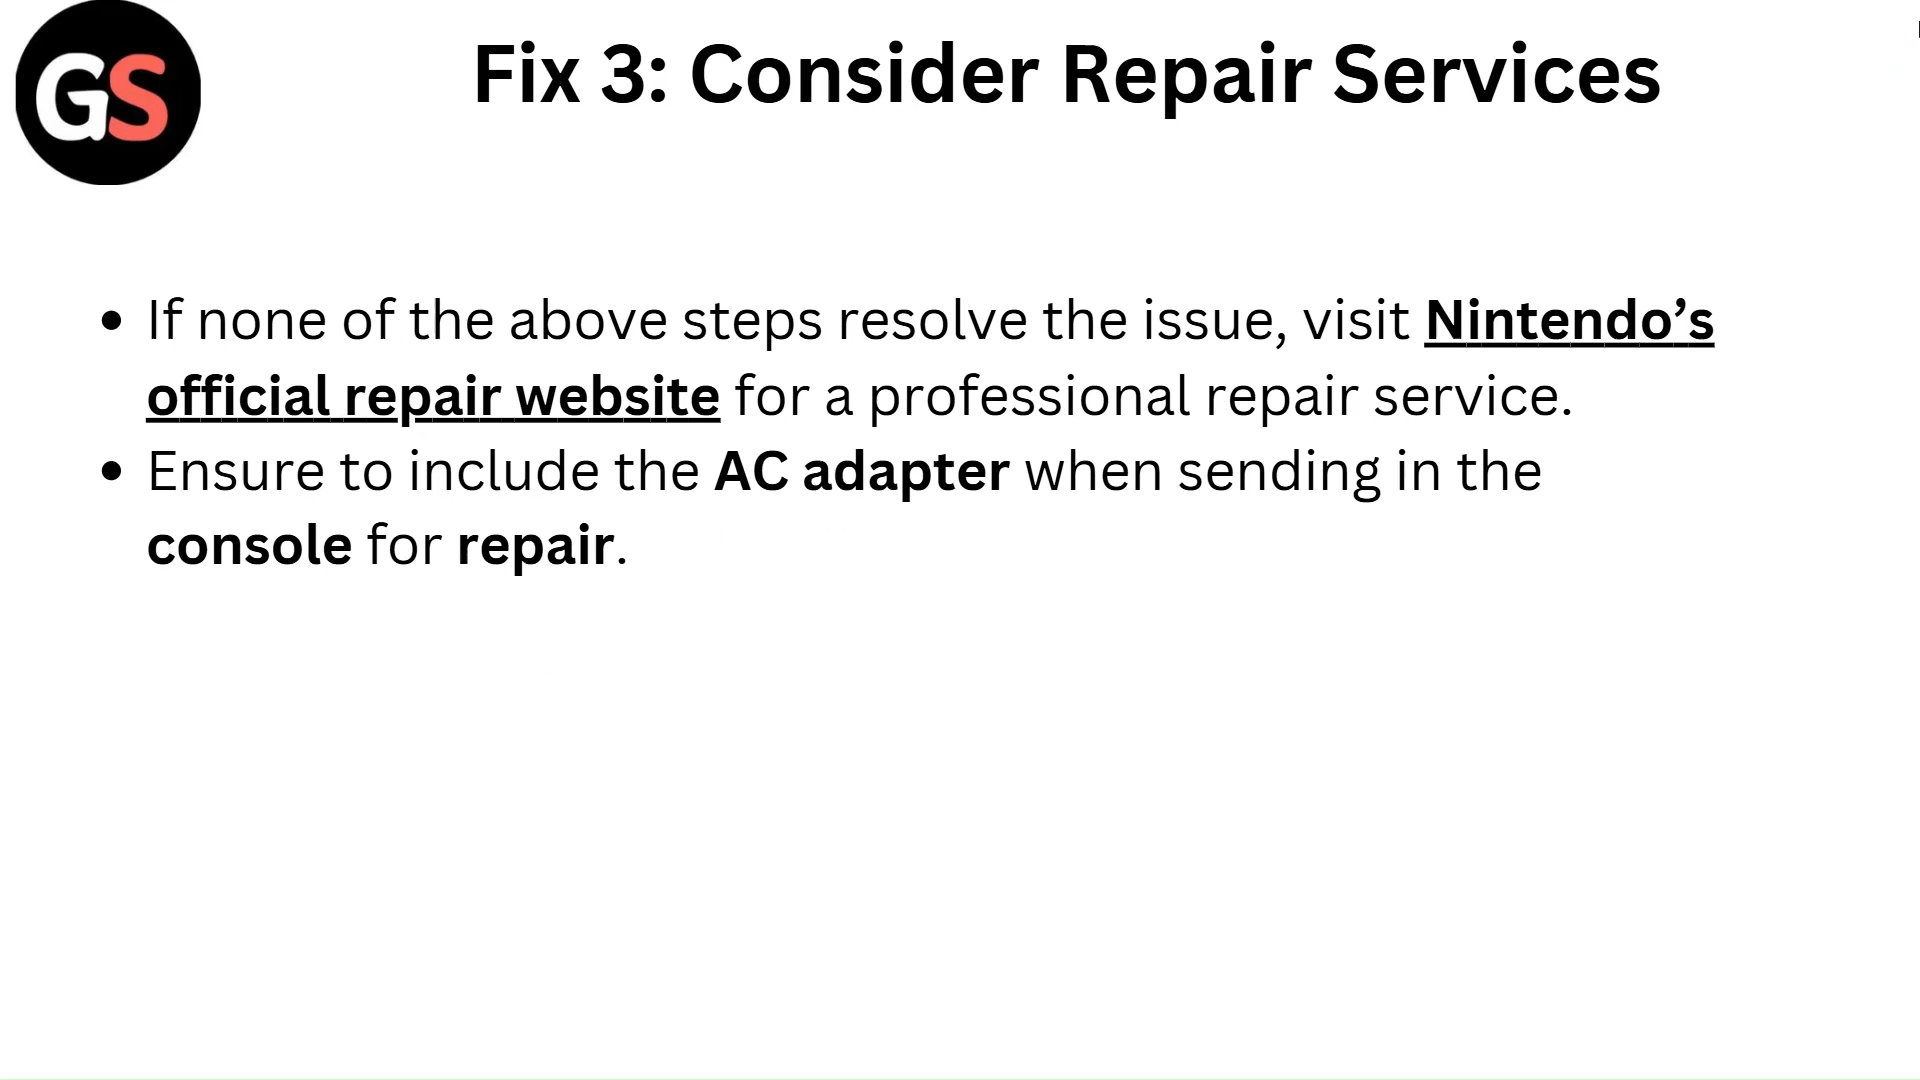 GS
Fix 3: Consider Repair Services
• If none of the above steps resolve the issue, visit Nintendo’s
official repair website for a professional repair service.
• Ensure to include the AC adapter when sending in the
console for repair.